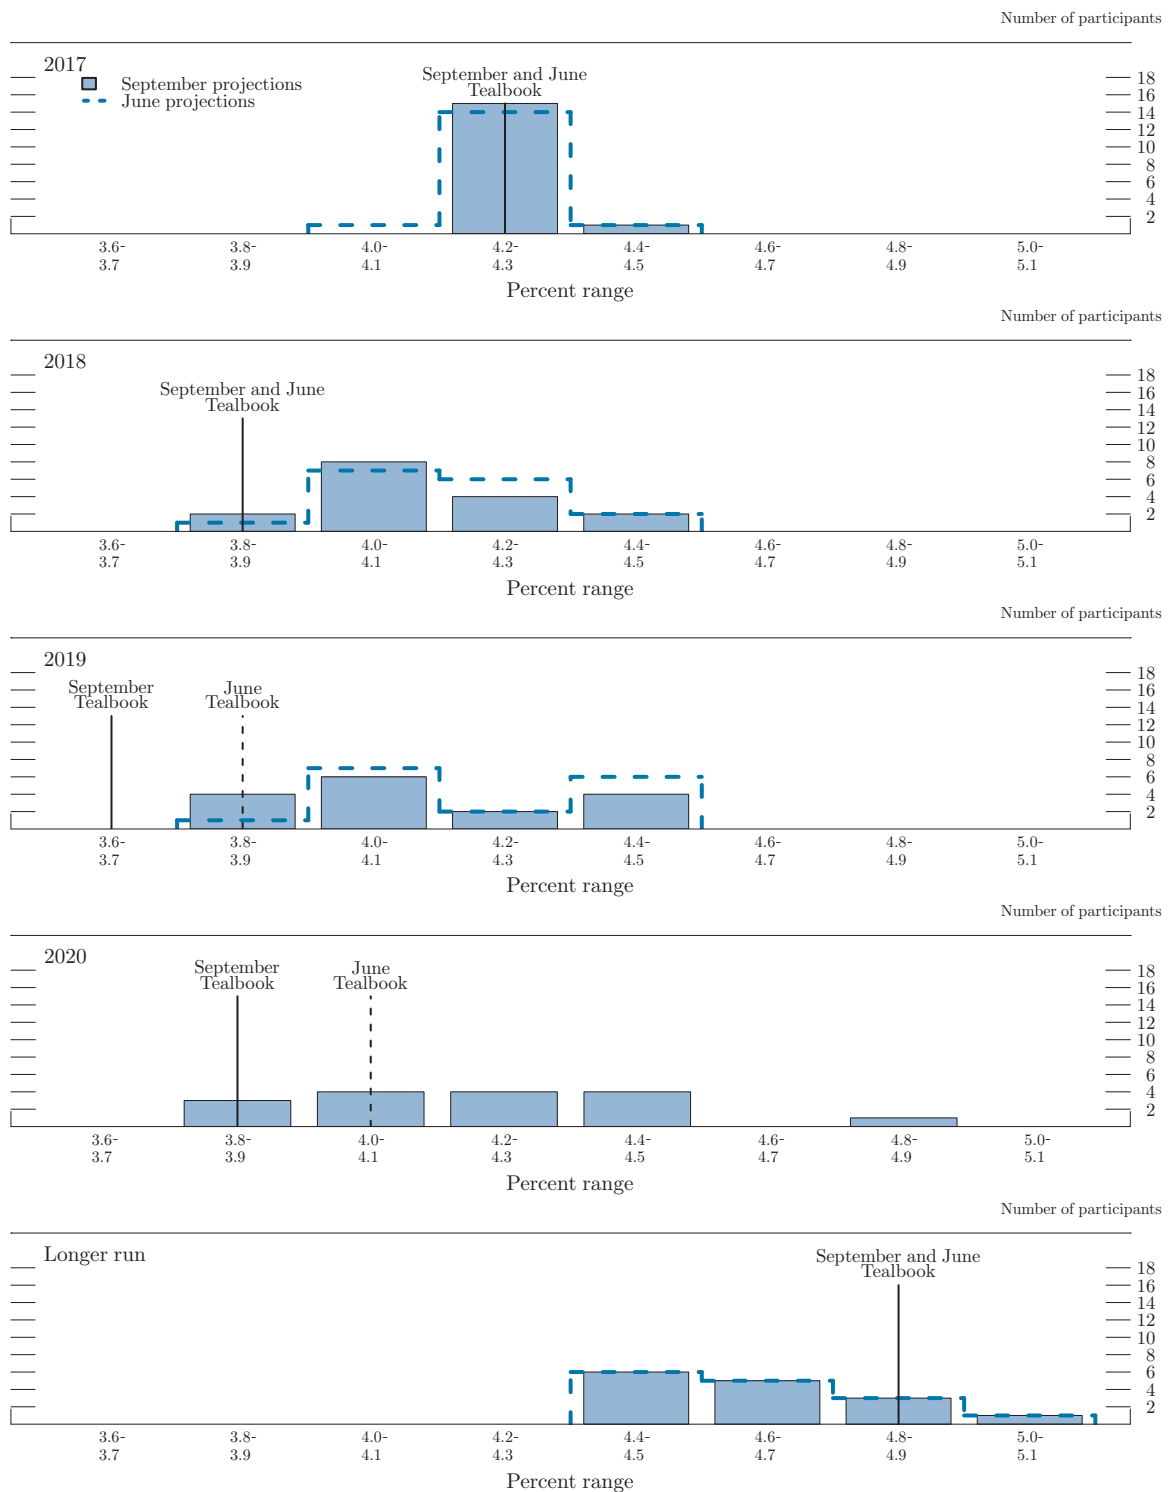 Number of participants
2017
September projections
June projections
September and June
Tealbook
18
16
14
12
10
8
6
4
2
3.6- 3.8- 4.0- 4.2- 4.4- 4.6- 4.8- 5.0-
3.7 3.9 4.1 4.3 4.5 4.7 4.9 5.1
Percent range
Number of participants
2018
September and June
Tealbook
18
16
14
12
10
8
6
4
2
3.6- 3.8- 4.0- 4.2- 4.4- 4.6- 4.8- 5.0-
3.7 3.9 4.1 4.3 4.5 4.7 4.9 5.1
Percent range
Number of participants
2019
September
Tealbook
June
Tealbook
18
16
14
12
10
8
6
4
2
3.6- 3.8- 4.0- 4.2- 4.4- 4.6- 4.8- 5.0-
3.7 3.9 4.1 4.3 4.5 4.7 4.9 5.1
Percent range
Number of participants
2020
September
Tealbook
June
Tealbook
18
16
14
12
10
8
6
4
2
3.6- 3.8- 4.0- 4.2- 4.4- 4.6- 4.8- 5.0-
3.7 3.9 4.1 4.3 4.5 4.7 4.9 5.1
Percent range
Number of participants
Longer run
September and June
Tealbook
18
16
14
12
10
8
6
4
2
3.6- 3.8- 4.0- 4.2- 4.4- 4.6- 4.8- 5.0-
3.7 3.9 4.1 4.3 4.5 4.7 4.9 5.1
Percent range